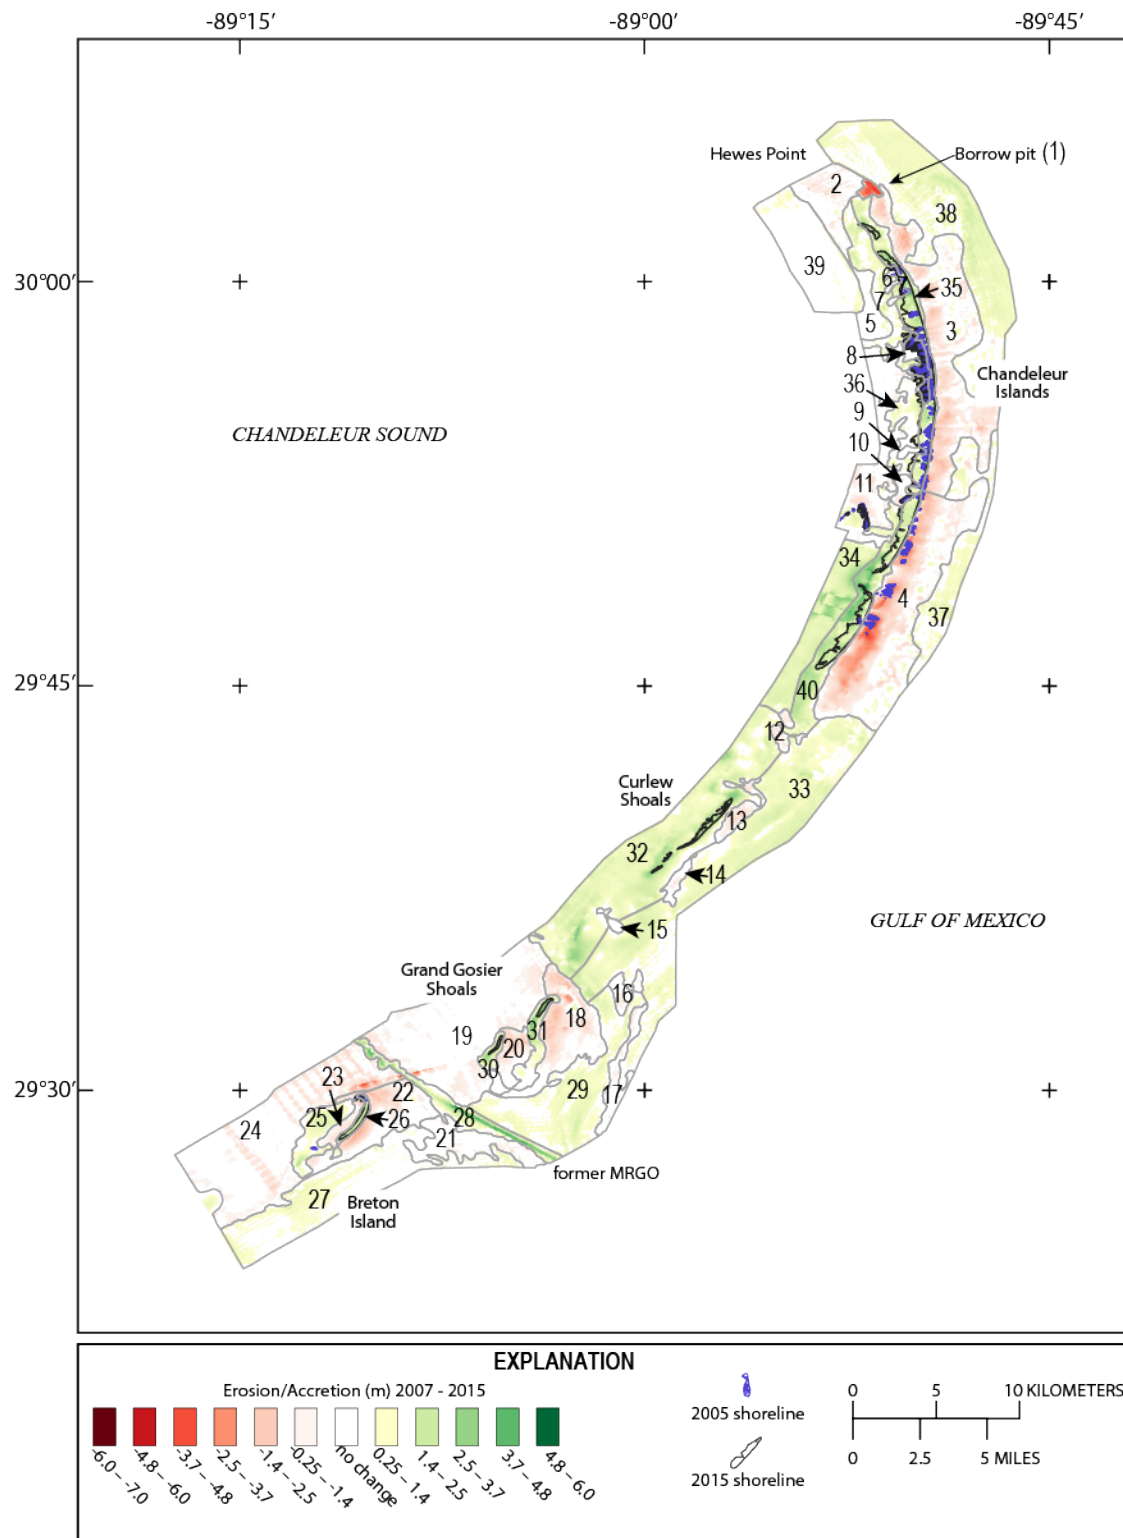 -89°15′ -89°00′ -89°45′
Hewes Point
Borrow pit (1)
2
38
39
30°00′
6
7
7
35
5
3
8
Chandeleur
Islands
36
9
CHANDELEUR SOUND
10
11
34
4
37
29°45′
40
12
Curlew
Shoals
33
13
32
14
GULF OF MEXICO
15
Grand Gosier
Shoals
16
18
31
19
20
30
29°30′
23
22
29
17
25
26
28
24
21
former MRGO
27
Breton
Island
EXPLANATION
Erosion/Accretion (m) 2007 - 2015
-6.0 – -7.0
-4.8 – -6.0
-3.7 – -4.8
-2.5 – -3.7
-1.4 – -2.5
-0.25 – -1.4
no change
0.25 – 1.4
1.4 – 2.5
2.5 – 3.7
3.7 – 4.8
4.8 – 6.0
2005 shoreline
2015 shoreline
0 5 10 KILOMETERS
0 2.5 5 MILES